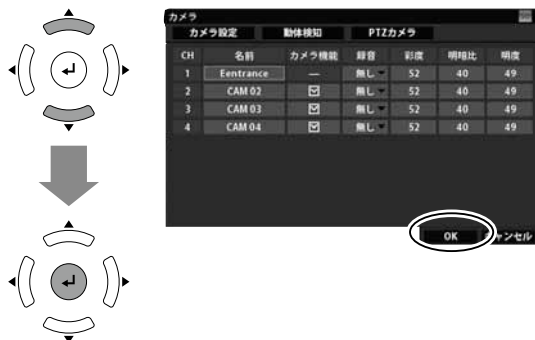 カメラ
カメラ設定 動体検知 PTZカメラ
CH 名前 カメラ機能 録音 彩度 明暗比 明度
1 Eentrance — 無し 52 40 49
2 CAM 02 無し 52 40 49
3 CAM 03 無し 52 40 49
4 CAM 04 無し 52 40 49
OK キャンセル